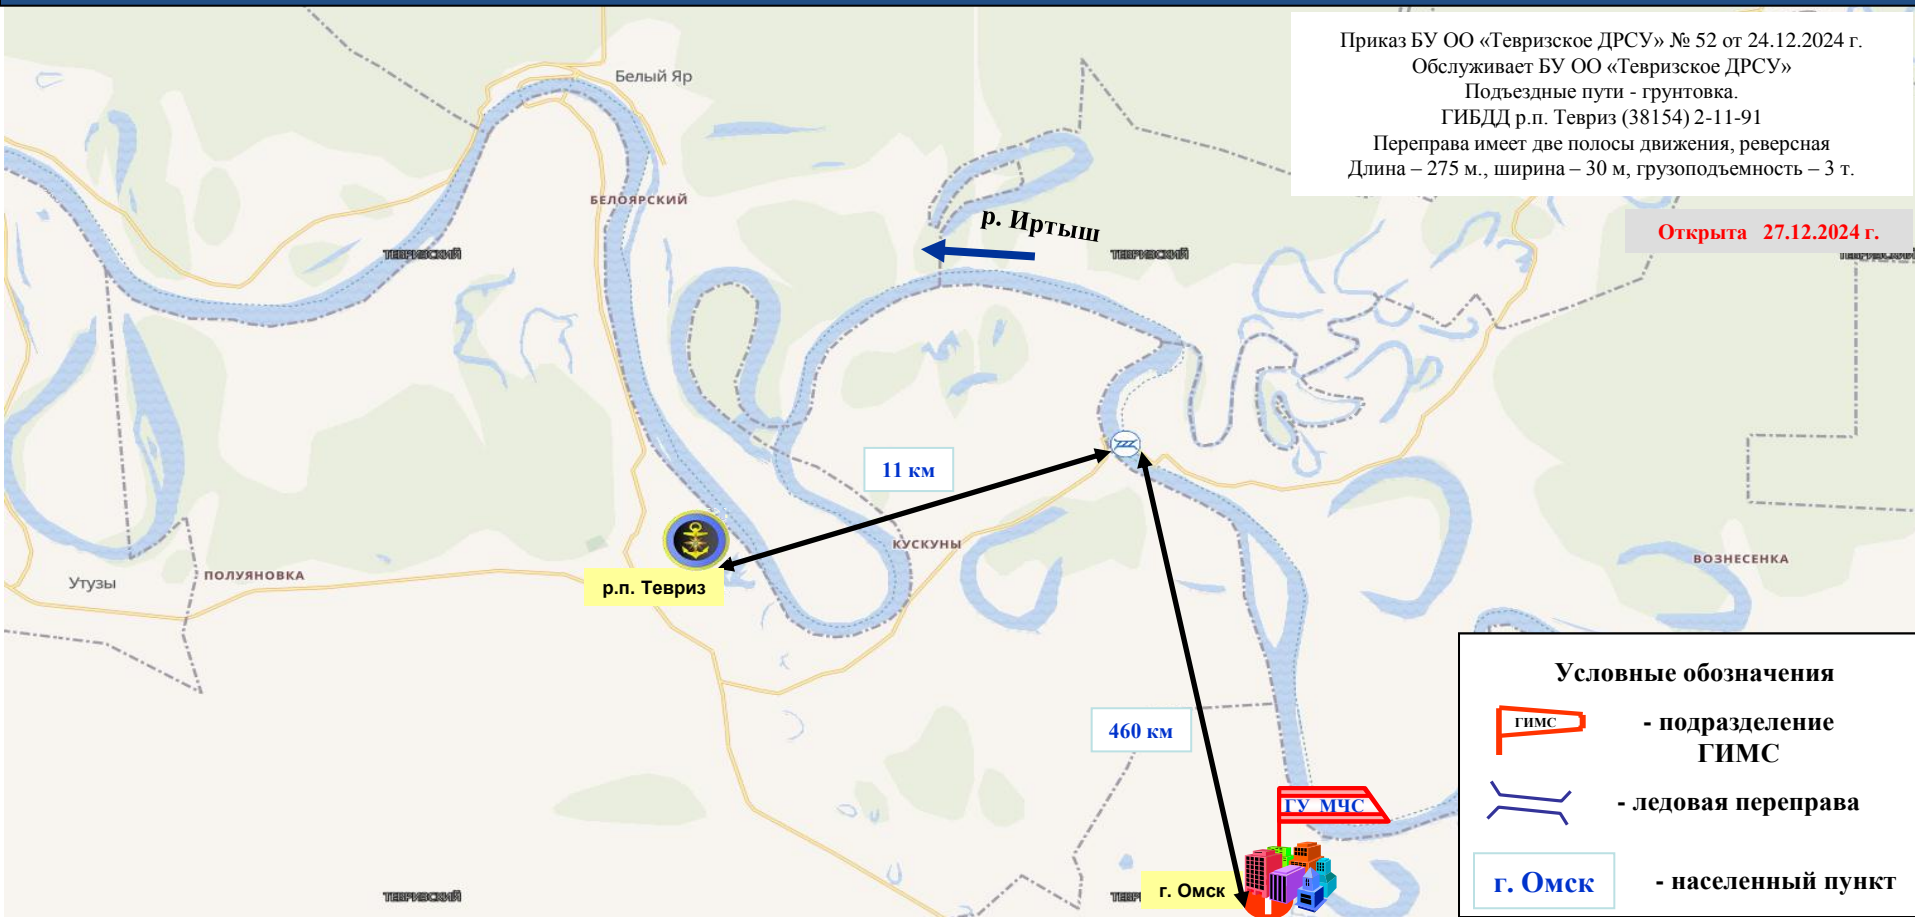 Приказ БУ ОО «Тевризское ДРСУ» № 52 от 24.12.2024 г.
Обслуживает БУ ОО «Тевризское ДРСУ»
Подъездные пути - грунтовка.
ГИБДД р.п. Тевриз (38154) 2-11-91
Переправа имеет две полосы движения, реверсная
Длина – 275 м., ширина – 30 м, грузоподъемность – 3 т.
Открыта 27.12.2024 г.
Белый Яр
БЕЛОЯРСКИЙ
р. Иртыш
ТЕВРИЗСКИЙ
ТЕВРИЗСКИЙ
11 км
КУСКУНЫ
ВОЗНЕСЕНКА
Утузы
ПОЛУЯНОВКА
р.п. Тевриз
460 км
ГУ МЧС
г. Омск
ТЕВРИЗСКИЙ
Условные обозначения
ГИМС
- подразделение
ГИМС
- ледовая переправа
г. Омск
- населенный пункт